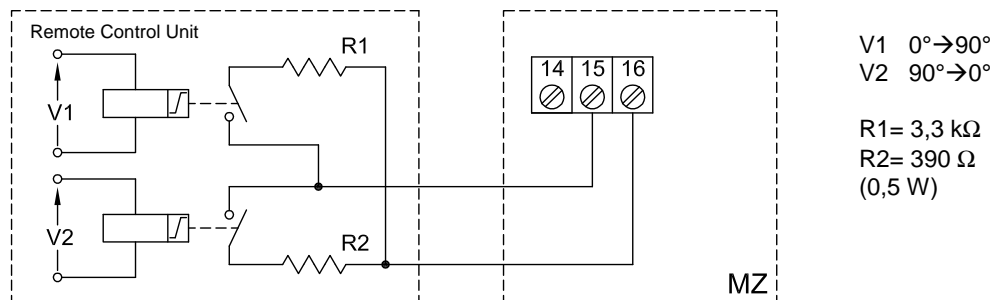 Remote Control Unit
R1
V1
V2
R2
14 15 16
MZ
V1 0°→90°
V2 90°→0°
R1= 3,3 kΩ
R2= 390 Ω
(0,5 W)